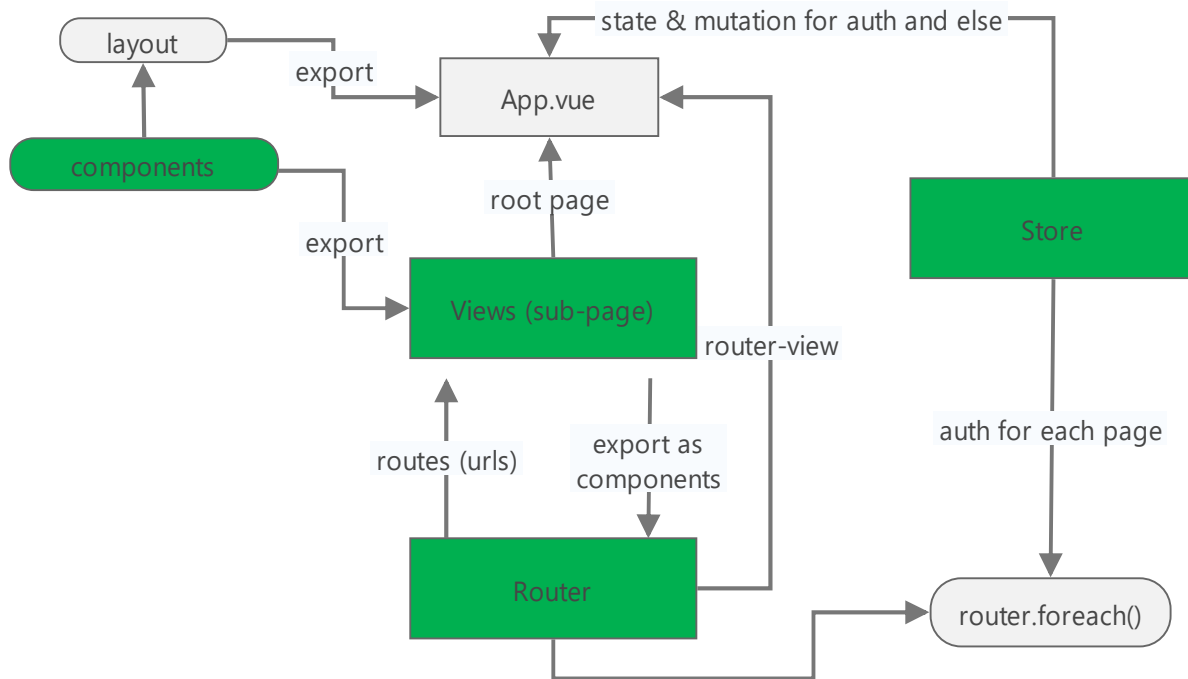 state & mutation for auth and else
layout
export
App.vue
components
root page
export
Store
Views (sub-page)
router-view
routes (urls)
export as
components
auth for each page
Router
router.foreach()